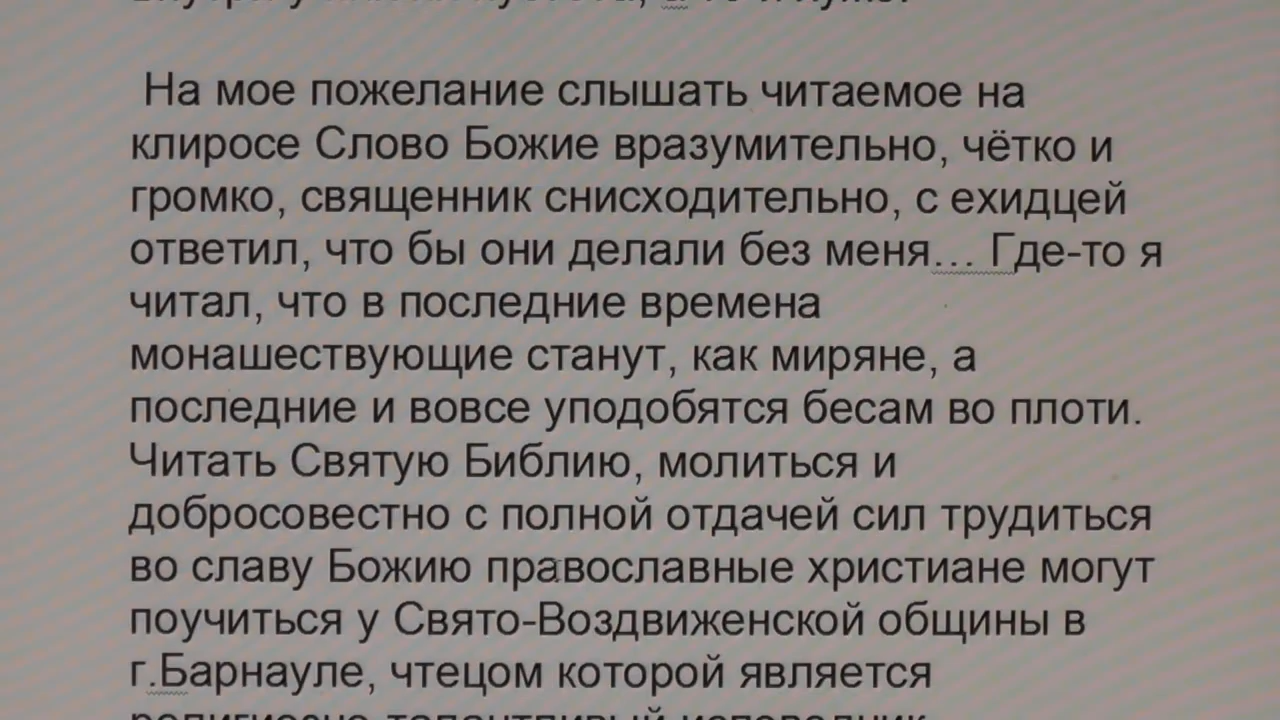 На мое пожелание слышать читаемое на
клиросе Слово Божие вразумительно, чётко и
громко, священник снисходительно, с ехидцей
ответил, что бы они делали без меня... Где-то я
читал, что в последние времена
монашествующие станут, как миряне, а
последние и вовсе уподобятся бесам во плоти.
Читать Святую Библию, молиться и
добросовестно с полной отдачей сил трудиться
во славу Божию православные христиане могут
поучиться у Свято-Воздвиженской общины в
г.Барнауле, чтецом которой является
религиозно-талантливый исповедник